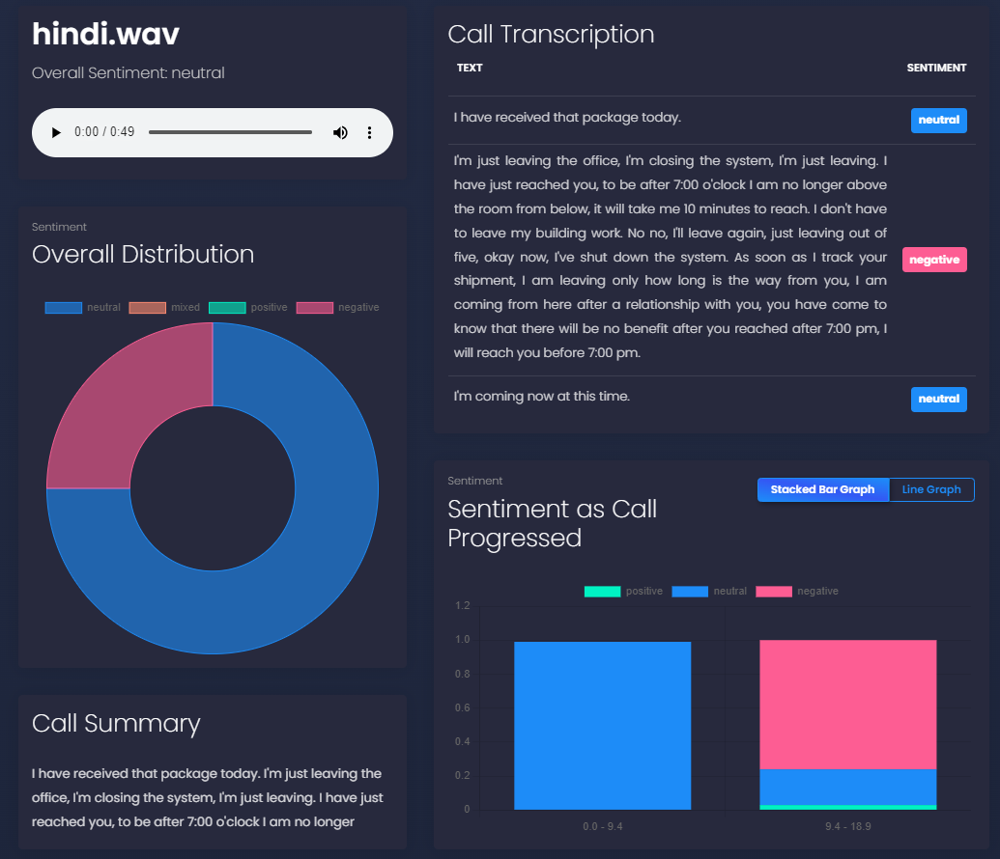 hindi.wav
Overall Sentiment: neutral
0:00 / 0:49
Sentiment
Overall Distribution
neutral mixed positive negative
Call Summary
I have received that package today. I'm just leaving the
office, I'm closing the system, I'm just leaving. I have just
reached you, to be after 7:00 o'clock I am no longer
Call Transcription
TEXT SENTIMENT
I have received that package today. neutral
I'm just leaving the office, I'm closing the system, I'm just leaving. I
have just reached you, to be after 7:00 o'clock I am no longer above
the room from below, it will take me 10 minutes to reach. I don't have
to leave my building work. No no, I'll leave again, just leaving out of
five, okay now, I've shut down the system. As soon as I track your
shipment, I am leaving only how long is the way from you, I am
coming from here after a relationship with you, you have come to
know that there will be no benefit after you reached after 7:00 pm, I
will reach you before 7:00 pm.
negative
I'm coming now at this time. neutral
Sentiment
Sentiment as Call
Progressed
Stacked Bar Graph Line Graph
positive neutral negative
1.2
1.0
0.8
0.6
0.4
0.2
0
0.0 - 9.4 9.4 - 18.9